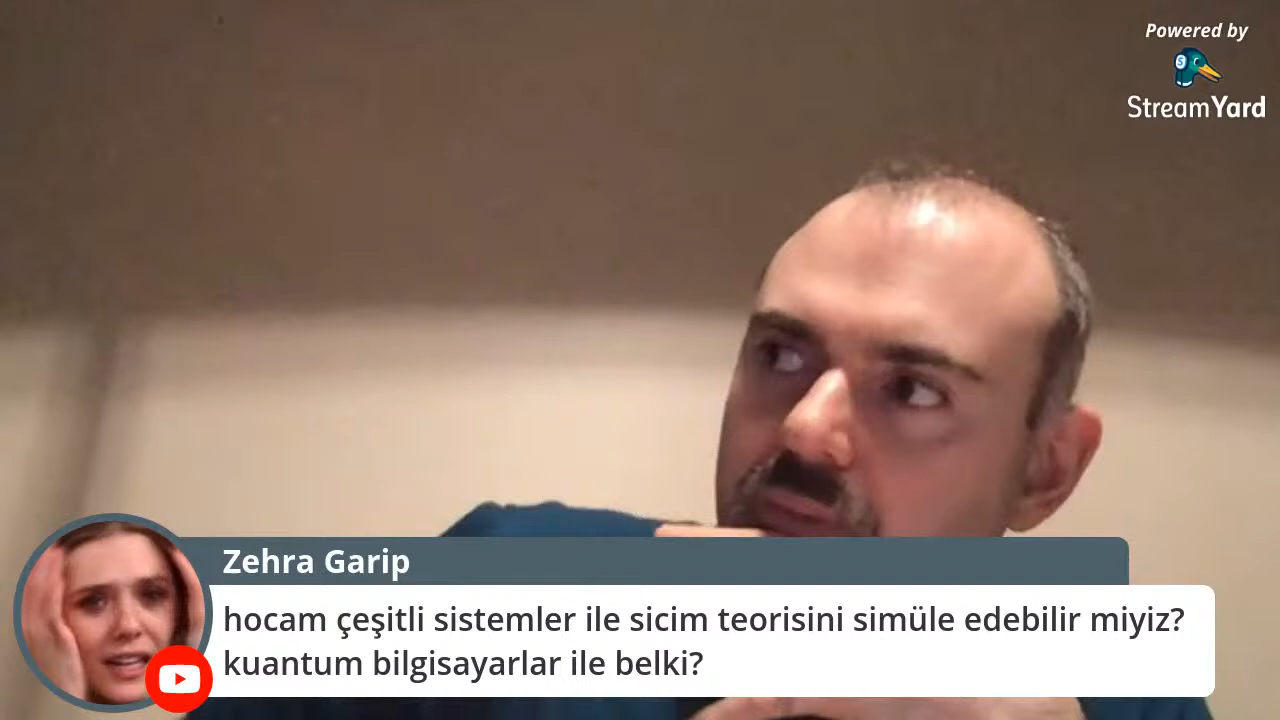 Powered by
StreamYard
Zehra Garip
hocam çeşitli sistemler ile sicim teorisini simüle edebilir miyiz?
kuantum bilgisayarlar ile belki?